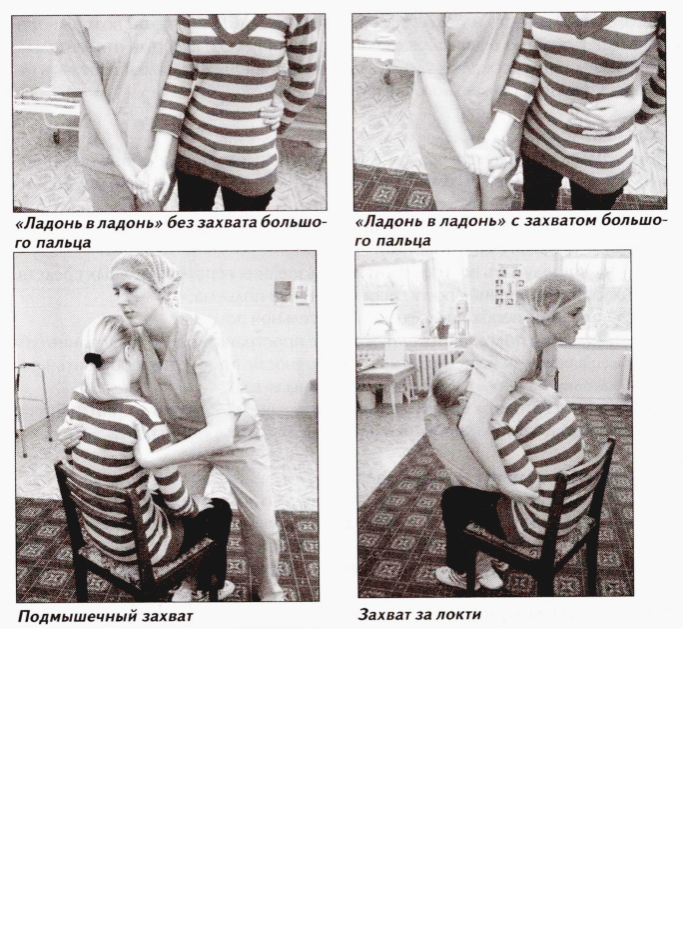 «Ладонь в ладонь» без захвата большо-
го пальца
«Ладонь в ладонь» с захватом большо-
го пальца
Подмышечный захват
Захват за локти